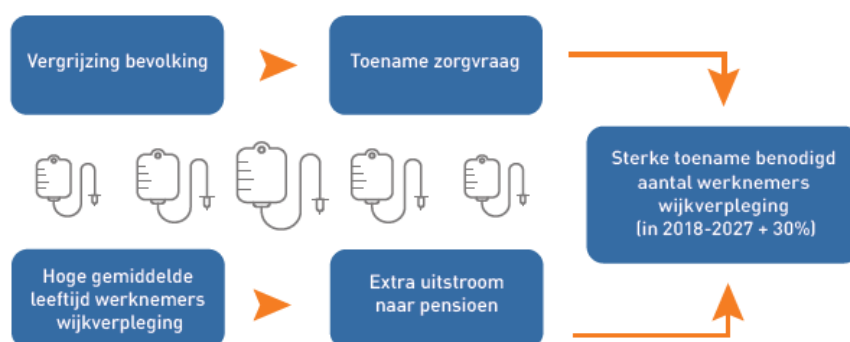 Vergrijzing bevolking
Toename zorgvraag
Sterke toename benodigd
aantal werknemers
wijkverpleging
(in 2018-2027 + 30%)
Hoge gemiddelde
leeftijd werknemers
wijkverpleging
Extra uitstroom
naar pensioen